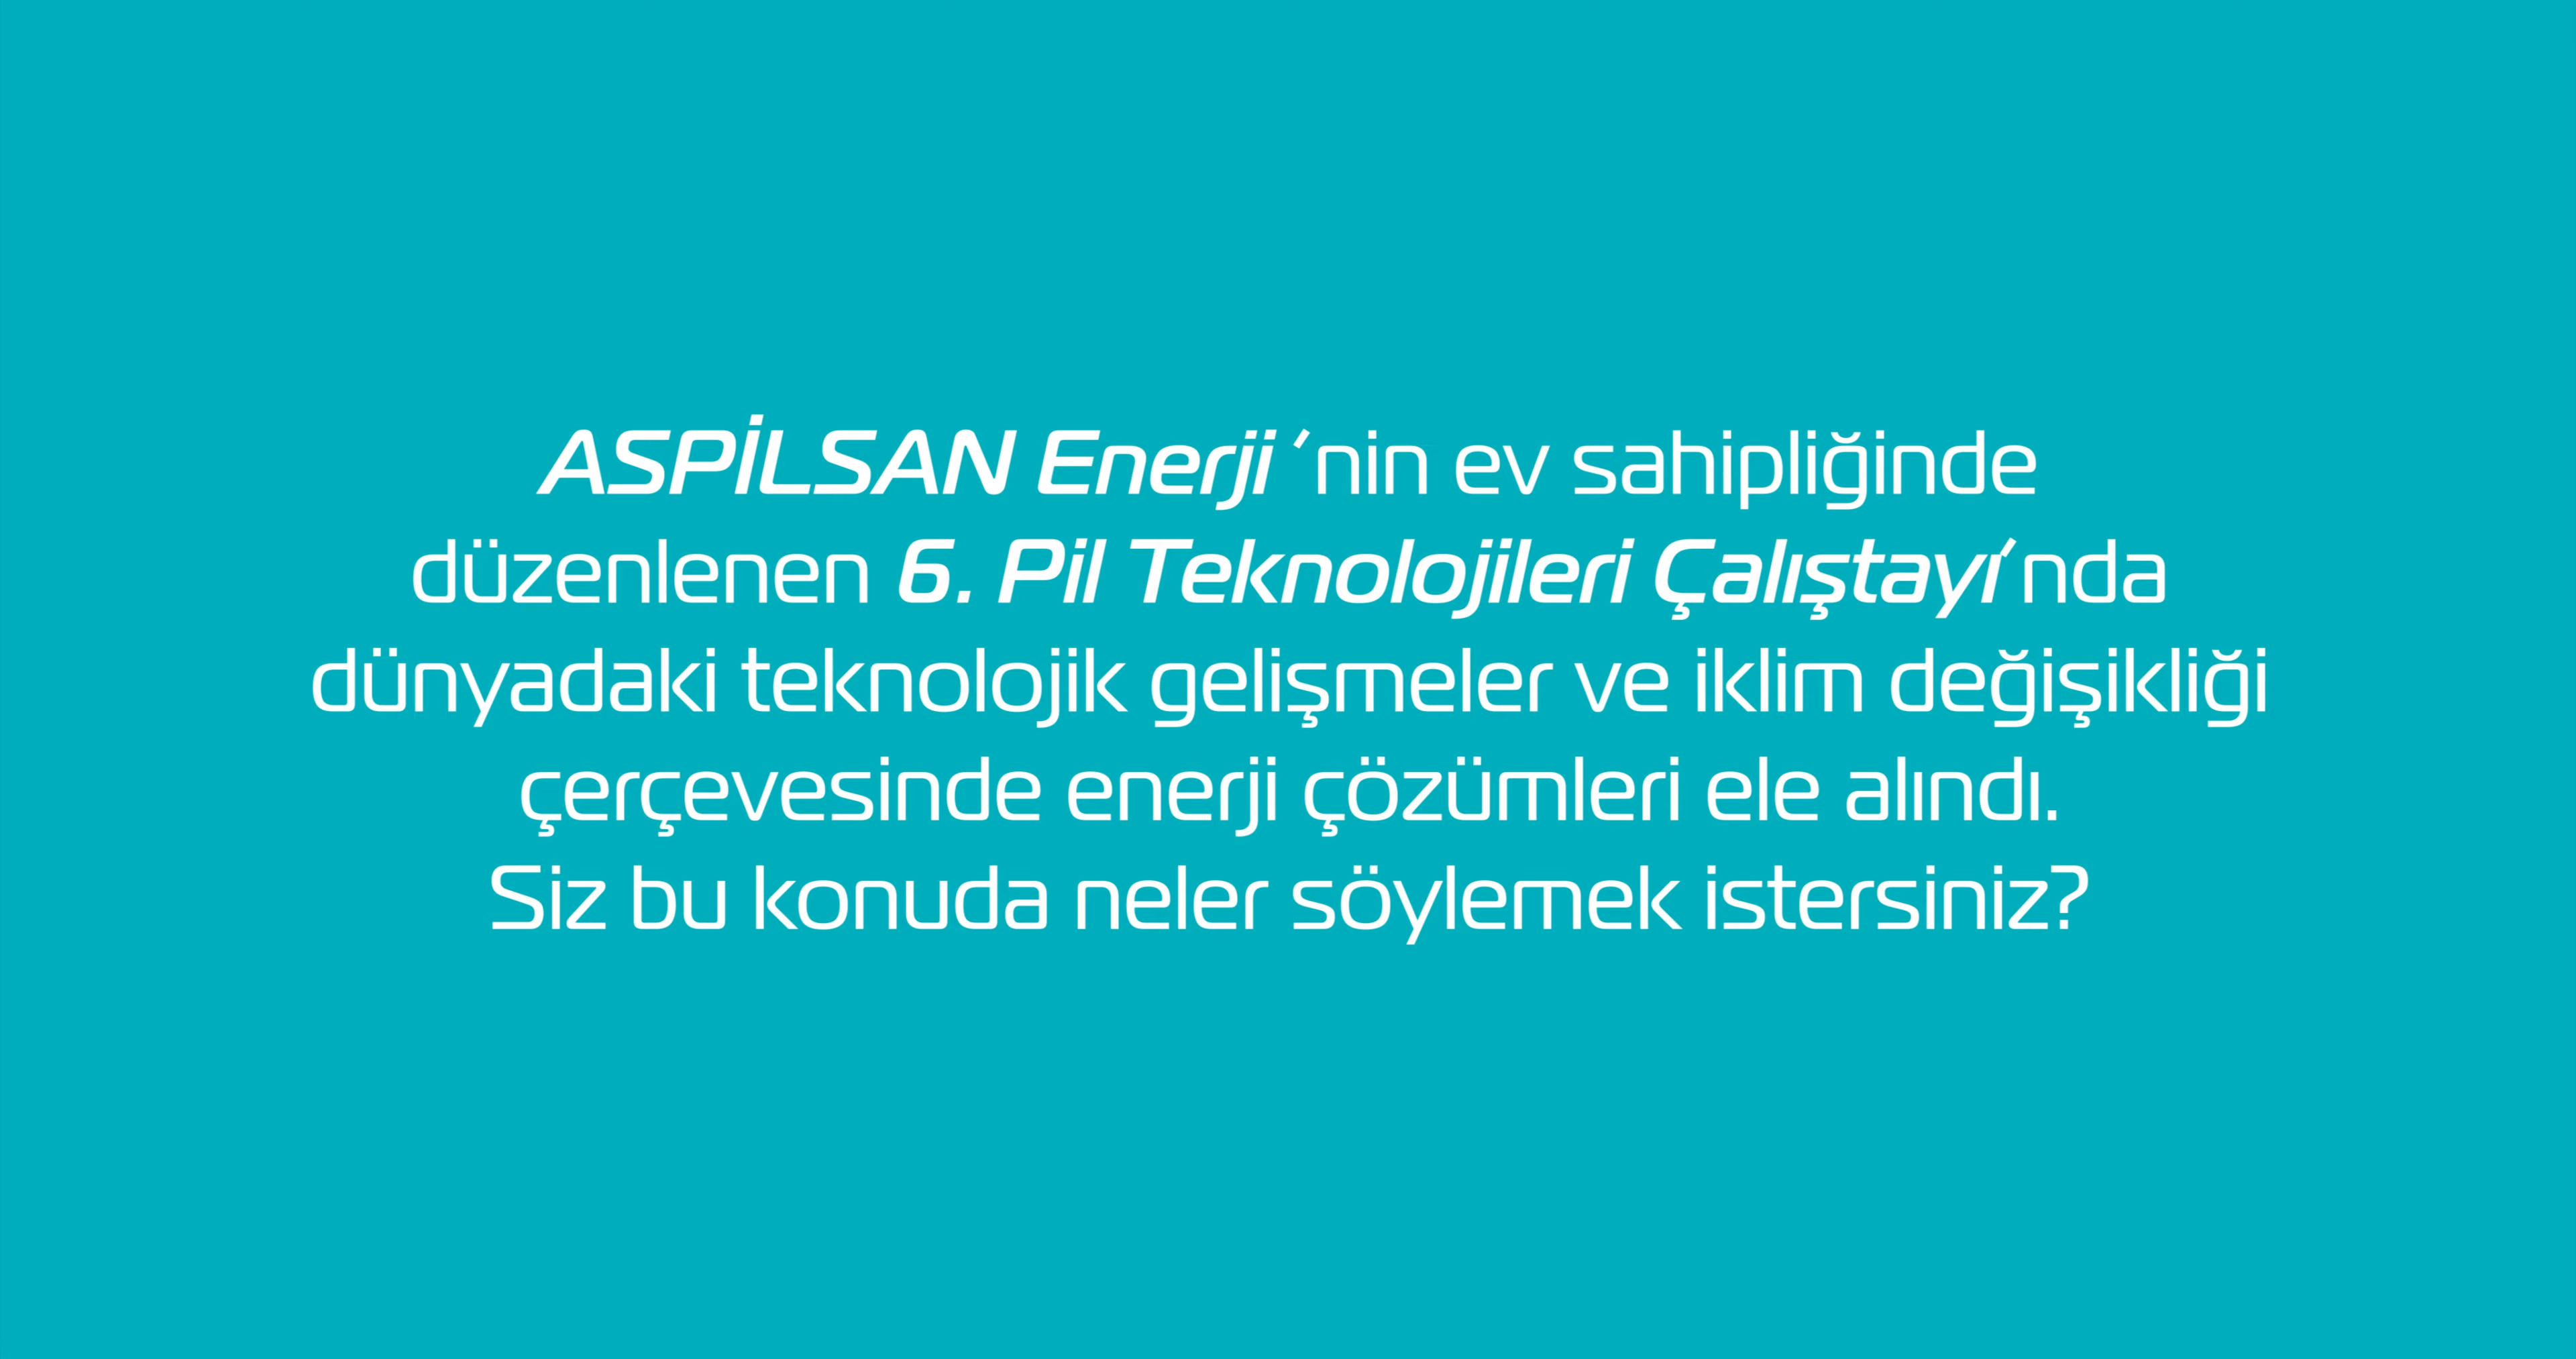 ASPİLSAN Enerji ’nin ev sahipliğinde
düzenlenen 6. Pil Teknolojileri Çalıştayı’nda
dünyadaki teknolojik gelişmeler ve iklim değişikliği
çerçevesinde enerji çözümleri ele alındı.
Siz bu konuda neler söylemek istersiniz?